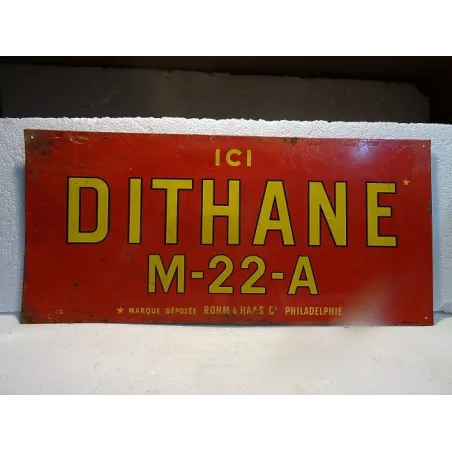 ICI
DITHANE*
M-22-A
* MARQUE DÉPOSÉE ROHM & HAAS Cº PHILADELPHIE